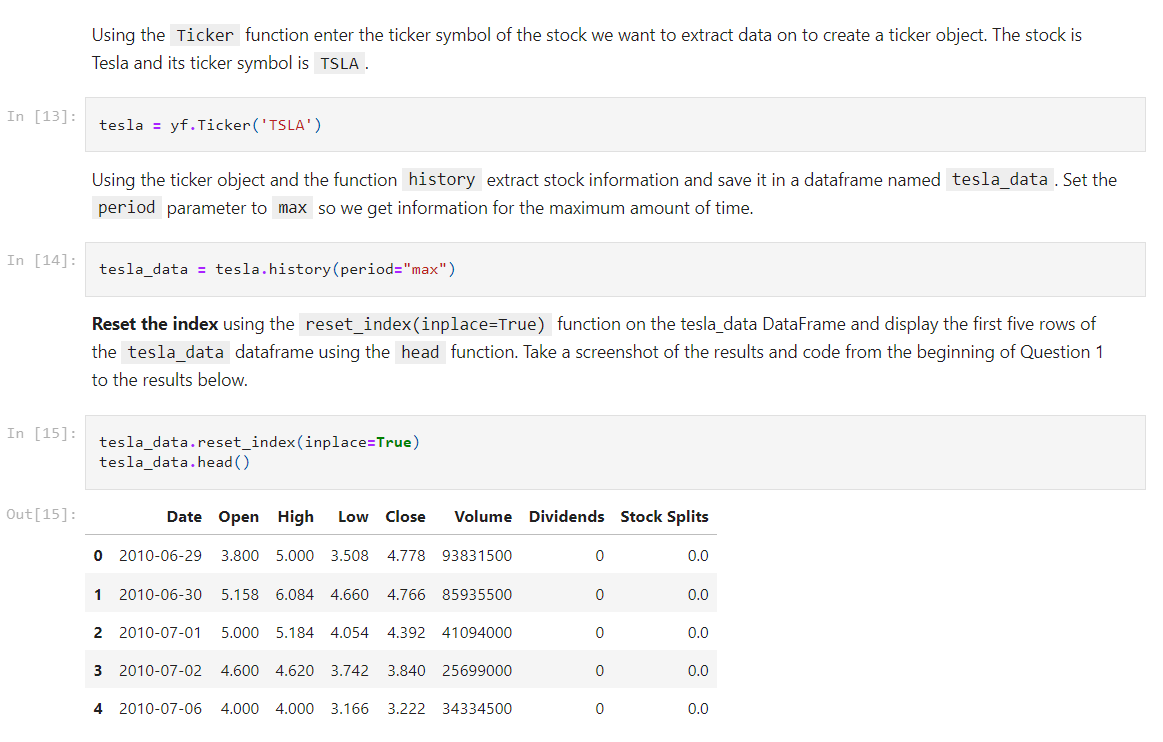 Using the Ticker function enter the ticker symbol of the stock we want to extract data on to create a ticker object. The stock is
Tesla and its ticker symbol is TSLA .
In [13]:
tesla = yf.Ticker('TSLA')
Using the ticker object and the function history extract stock information and save it in a dataframe named tesla_data . Set the
period parameter to max so we get information for the maximum amount of time.
In [14]:
tesla_data = tesla.history(period="max")
Reset the index using the reset_index(inplace=True) function on the tesla_data DataFrame and display the first five rows of
the tesla_data dataframe using the head function. Take a screenshot of the results and code from the beginning of Question 1
to the results below.
In [15]:
tesla_data.reset_index(inplace=True)
tesla_data.head()
Out[15]:
Date Open High Low Close Volume Dividends Stock Splits
0 2010-06-29 3.800 5.000 3.508 4.778 93831500 0 0.0
1 2010-06-30 5.158 6.084 4.660 4.766 85935500 0 0.0
2 2010-07-01 5.000 5.184 4.054 4.392 41094000 0 0.0
3 2010-07-02 4.600 4.620 3.742 3.840 25699000 0 0.0
4 2010-07-06 4.000 4.000 3.166 3.222 34334500 0 0.0